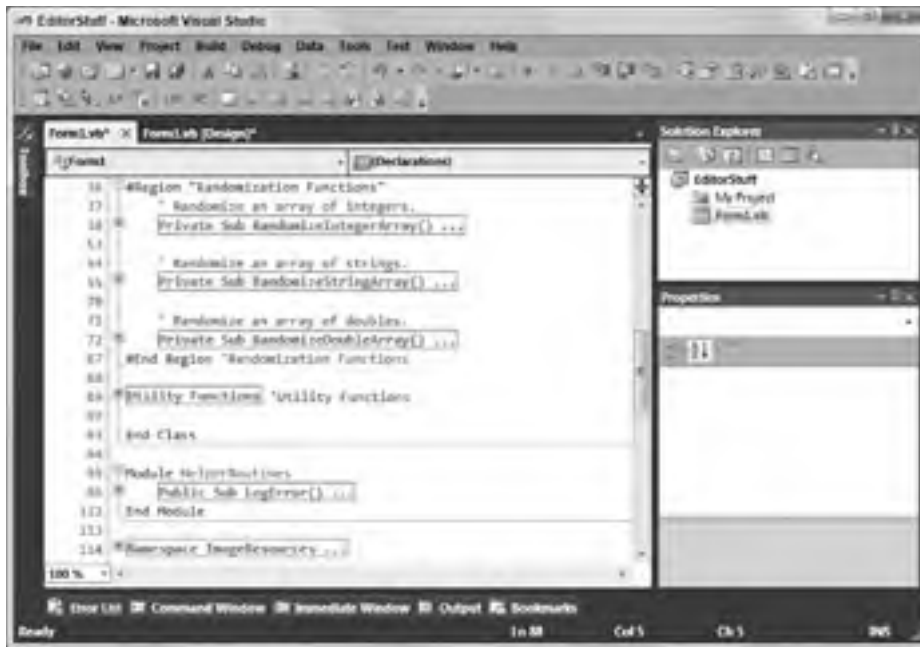 EditorStuff - Microsoft Visual Studio
File Edit View Project Build Debug Data Tools Test Window Help
Toolbox
Form1.vb* X Form1.vb [Design]*
Form1
(Declarations)
36 #Region "Randomization Functions"
37 ' Randomize an array of integers.
38 Private Sub RandomizeIntegerArray() ...
53
54 ' Randomize an array of strings.
55 Private Sub RandomizeStringArray() ...
70
71 ' Randomize an array of doubles.
72 Private Sub RandomizeDoubleArray() ...
87 #End Region 'Randomization Functions
88
89 Utility Functions 'Utility Functions
92
93 End Class
94
95 Module HelperRoutines
96 Public Sub LogError() ...
112 End Module
113
114 Namespace ImageResources ...
100 %
Solution Explorer
EditorStuff
My Project
Form1.vb
Properties
Error List Command Window Immediate Window Output Bookmarks
Ready Ln 88 Col 5 Ch 5 INS